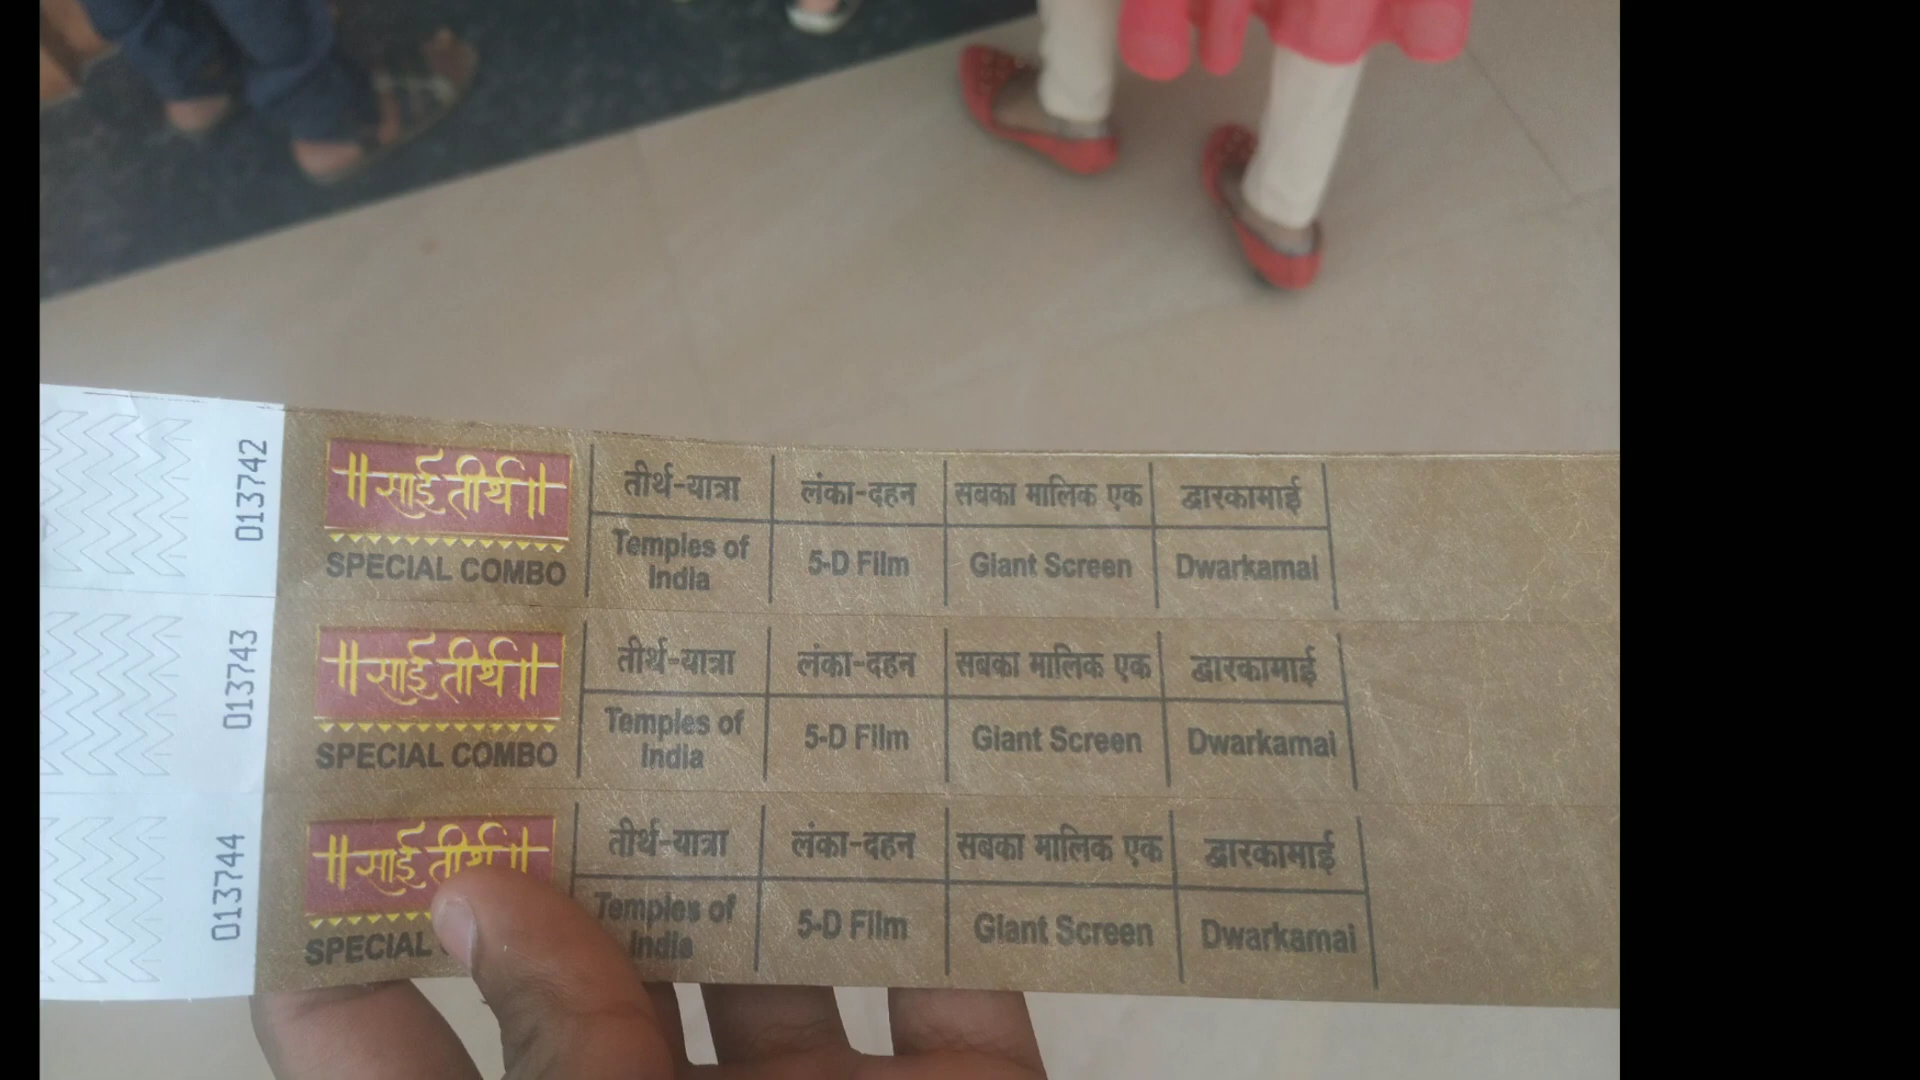 013742
॥साई तीर्थ॥
SPECIAL COMBO
तीर्थ-यात्रा
लंका-दहन
सबका मालिक एक
द्वारकामाई
Temples of
India
5-D Film
Giant Screen
Dwarkamai
013743
॥साई तीर्थ॥
SPECIAL COMBO
तीर्थ-यात्रा
लंका-दहन
सबका मालिक एक
द्वारकामाई
Temples of
India
5-D Film
Giant Screen
Dwarkamai
013744
॥साई तीर्थ॥
SPECIAL
तीर्थ-यात्रा
लंका-दहन
सबका मालिक एक
द्वारकामाई
Temples of
India
5-D Film
Giant Screen
Dwarkamai